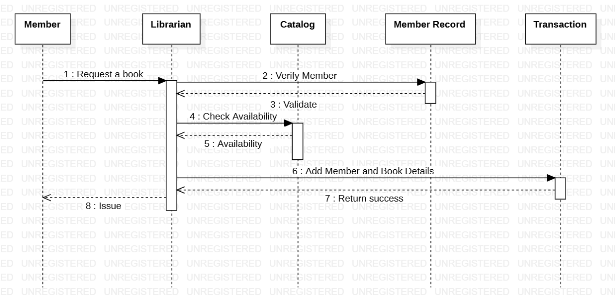 Member
Librarian
Catalog
Member Record
Transaction
1 : Request a book
2 : Verify Member
3 : Validate
4 : Check Availability
5 : Availability
6 : Add Member and Book Details
7 : Return success
8 : Issue
UNREGISTERED